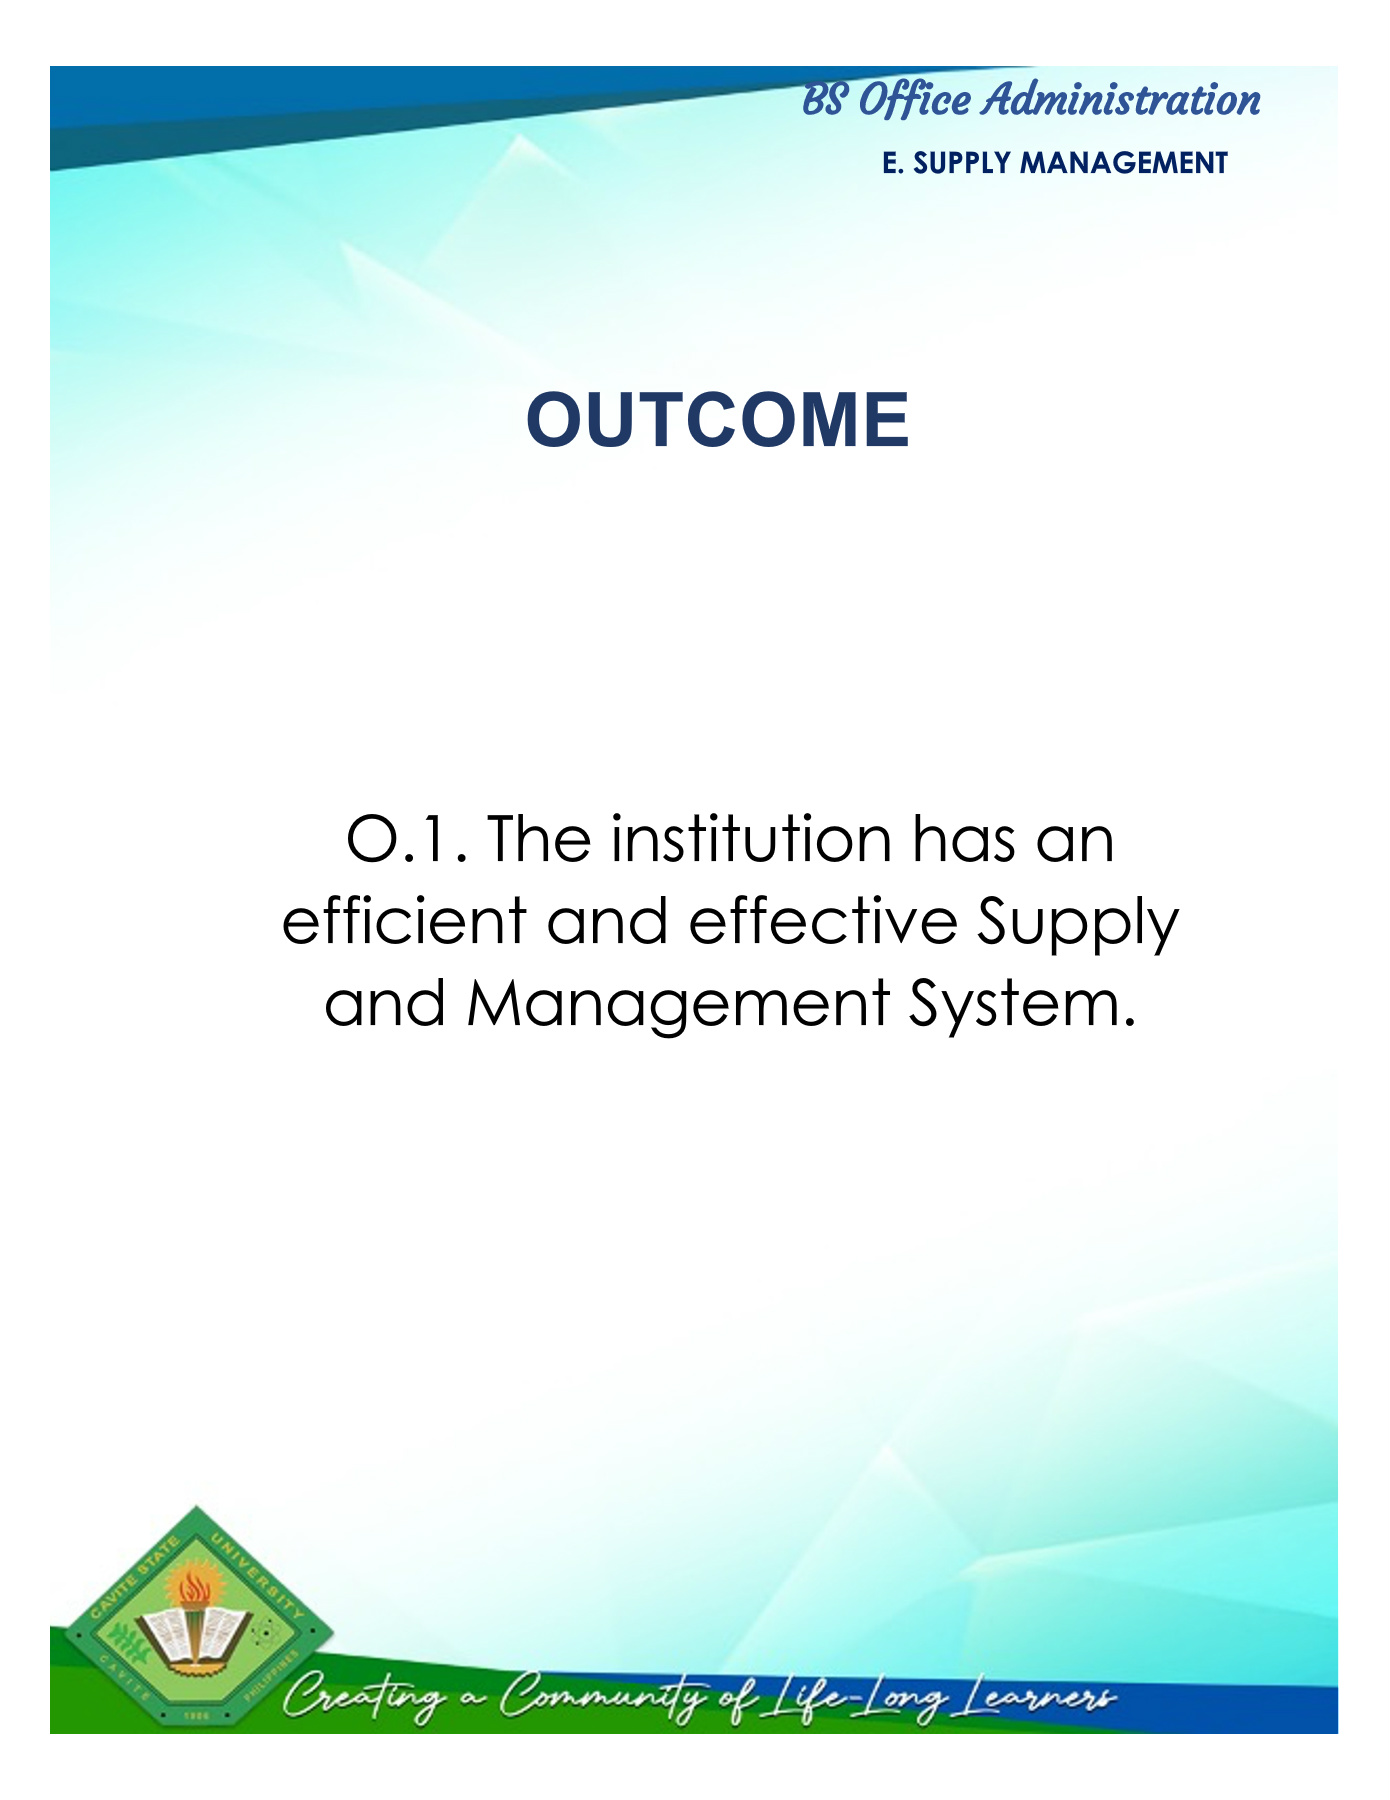 BS Office Administration
E. SUPPLY MANAGEMENT
OUTCOME
O.1. The institution has an
efficient and effective Supply
and Management System.
CAVITE STATE UNIVERSITY
CAVITE
PHILIPPINES
1906
Creating a Community of Life-Long Learners